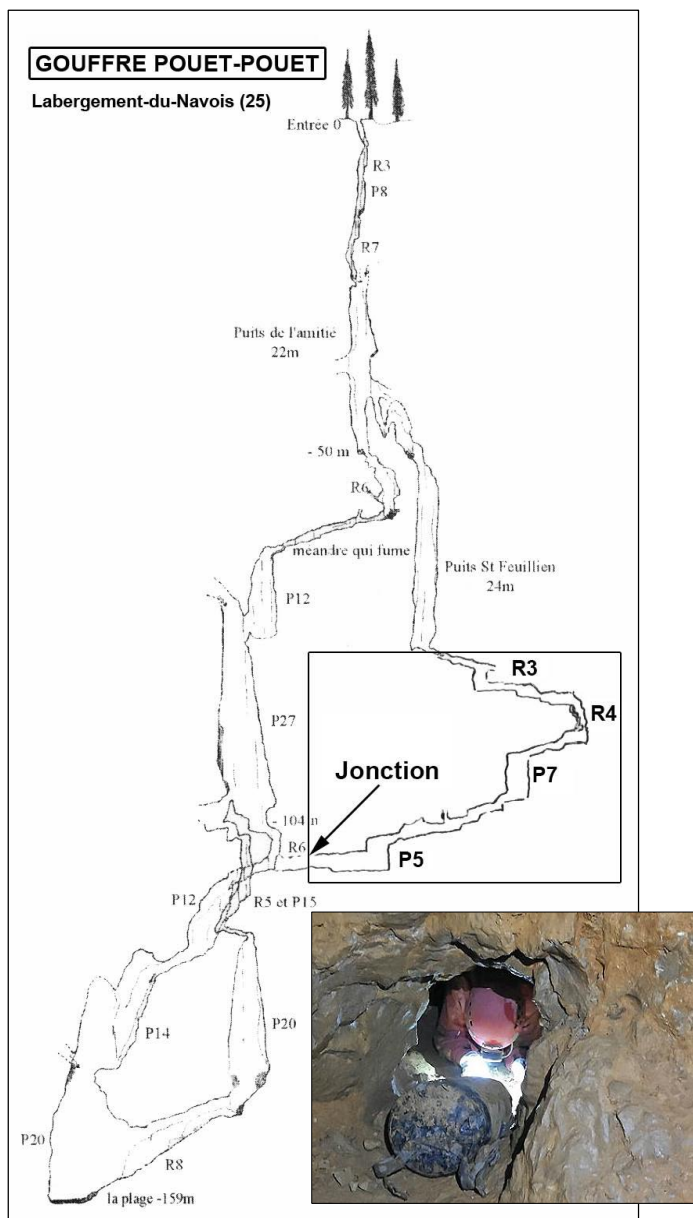 GOUFFRE POUET-POUET
Labergement-du-Navois (25)
Entrée 0
R3
P8
R7
Puits de l'amitié
22m
- 50 m
R6
meandre qui fume
Puits St Feuillien
24m
P12
R3
R4
P27
P7
Jonction
- 104 m
R6
P5
P12
R5 et P15
P14
P20
P20
R8
la plage -159m